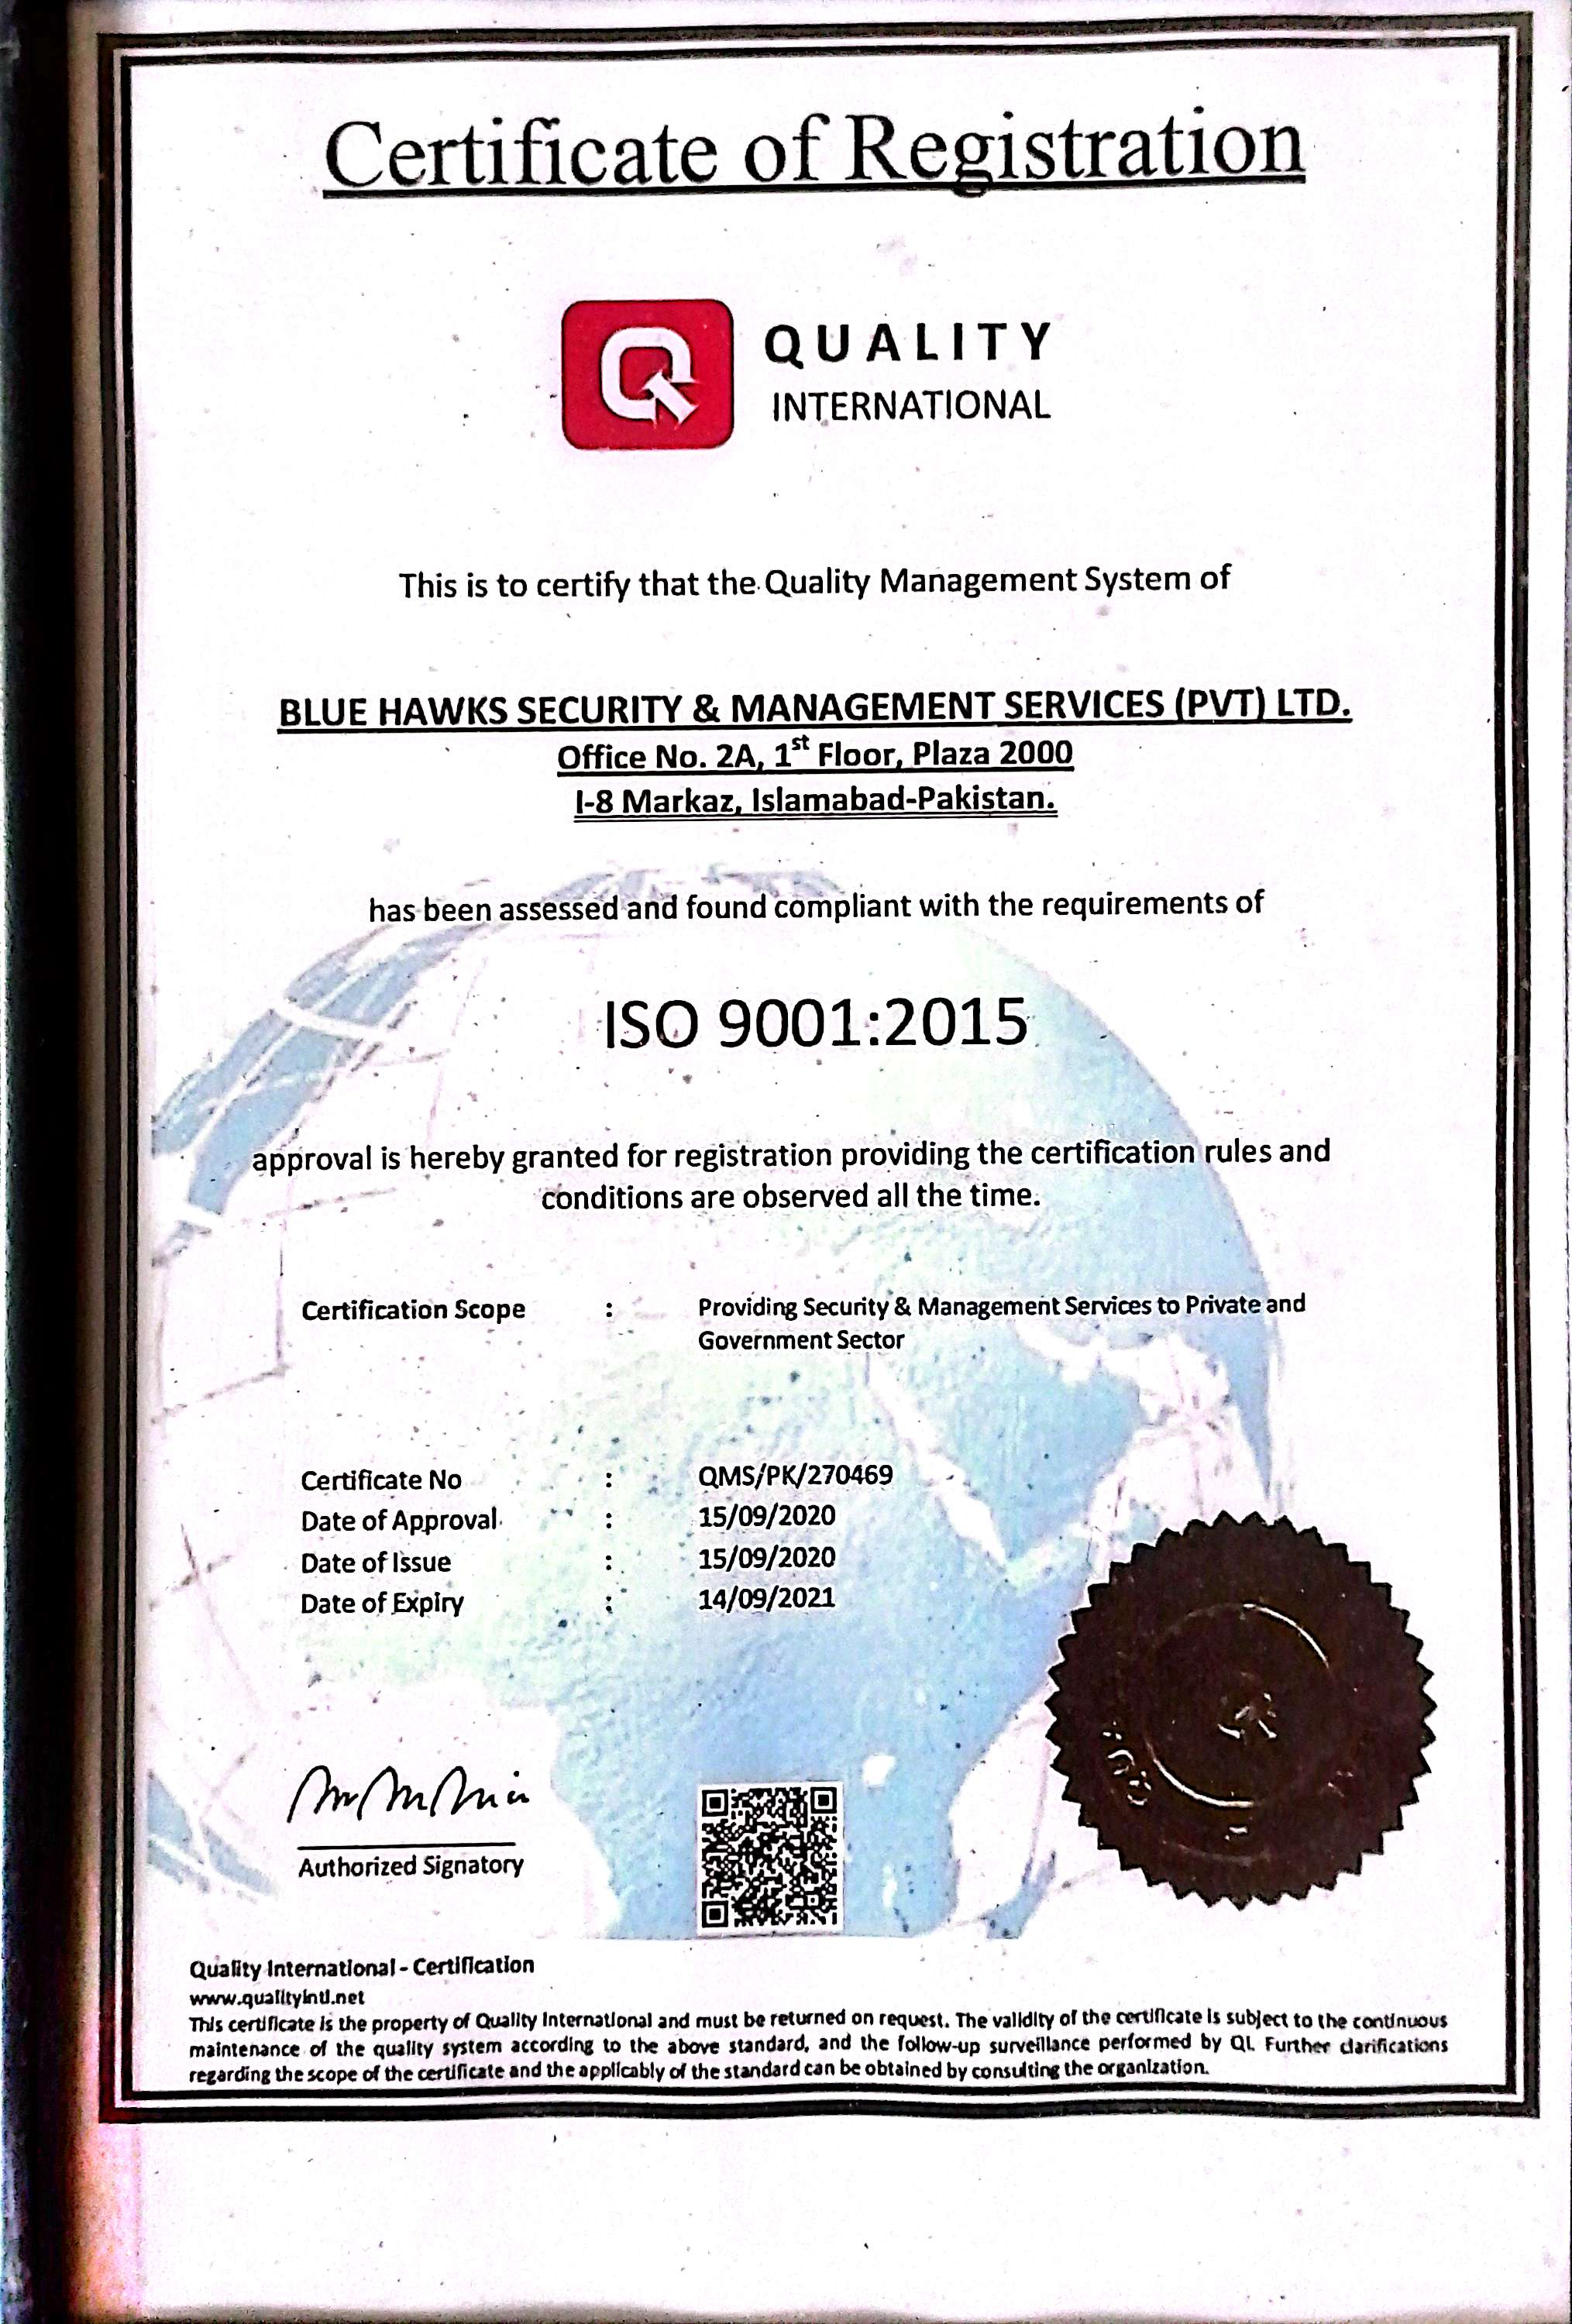 Certificate of Registration
QUALITY
INTERNATIONAL
This is to certify that the Quality Management System of
BLUE HAWKS SECURITY & MANAGEMENT SERVICES (PVT) LTD.
Office No. 2A, 1st Floor, Plaza 2000
I-8 Markaz, Islamabad-Pakistan.
has been assessed and found compliant with the requirements of
ISO 9001:2015
approval is hereby granted for registration providing the certification rules and
conditions are observed all the time.
Certification Scope : Providing Security & Management Services to Private and
Government Sector
Certificate No : QMS/PK/270469
Date of Approval : 15/09/2020
Date of Issue : 15/09/2020
Date of Expiry : 14/09/2021
Authorized Signatory
Quality International - Certification
www.qualityintl.net
This certificate is the property of Quality International and must be returned on request. The validity of the certificate is subject to the continuous
maintenance of the quality system according to the above standard, and the follow-up surveillance performed by QI. Further clarifications
regarding the scope of the certificate and the applicably of the standard can be obtained by consulting the organization.